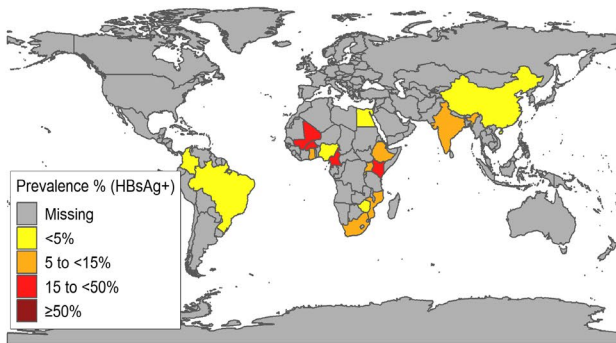 Prevalence % (HBsAg+)
Missing
<5%
5 to <15%
15 to <50%
≥50%